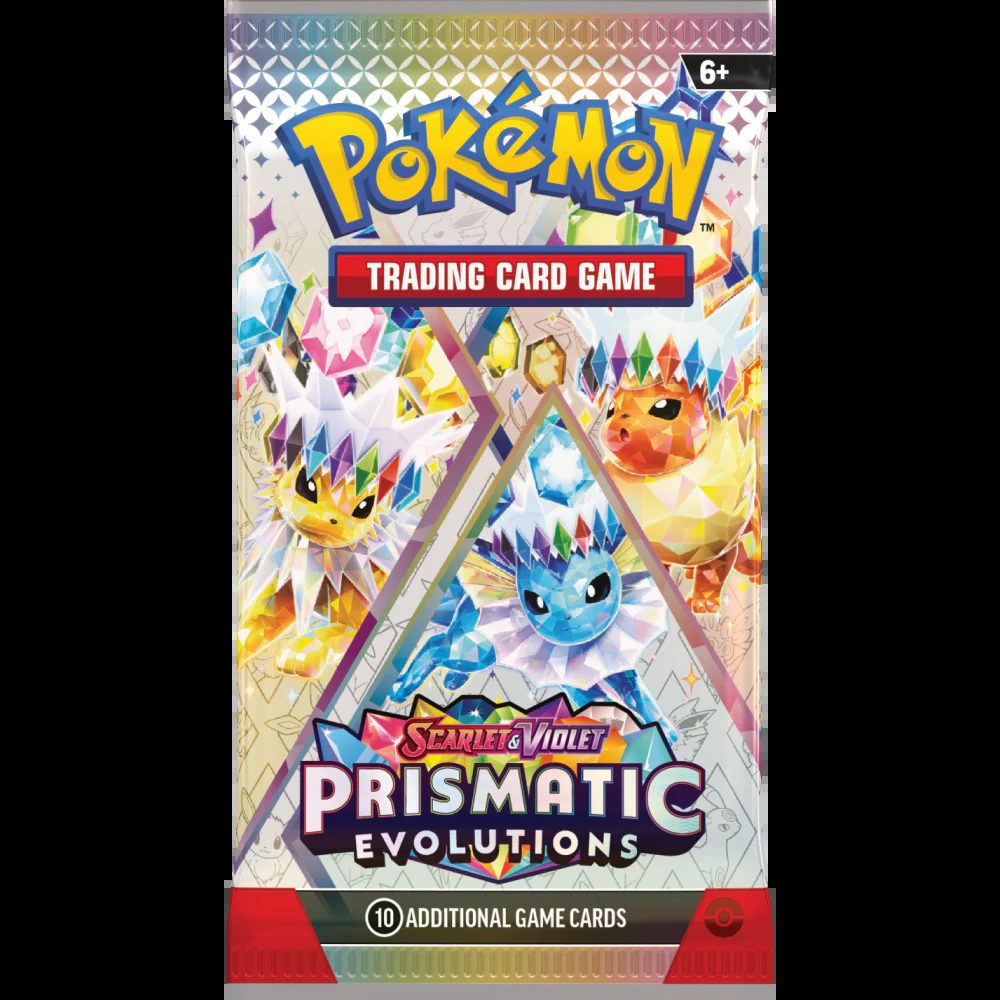 6+
POKéMON
TM
TRADING CARD GAME
SCARLET & VIOLET
PRISMATIC
EVOLUTIONS
10 ADDITIONAL GAME CARDS